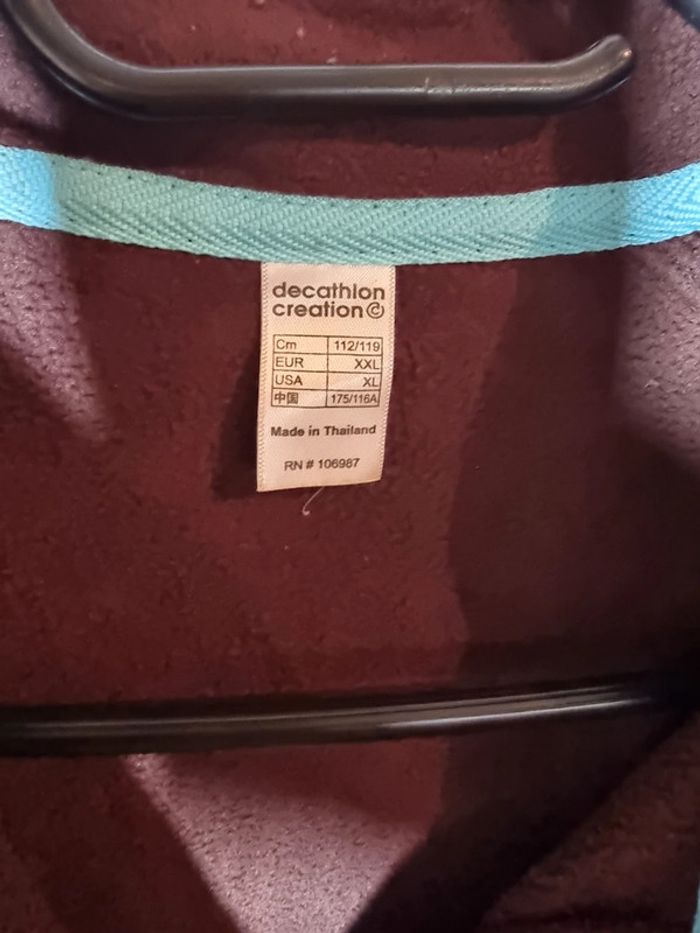 decathlon
creation ©
Cm 112/119
EUR XXL
USA XL
中国 175/116A
Made in Thailand
RN # 106987